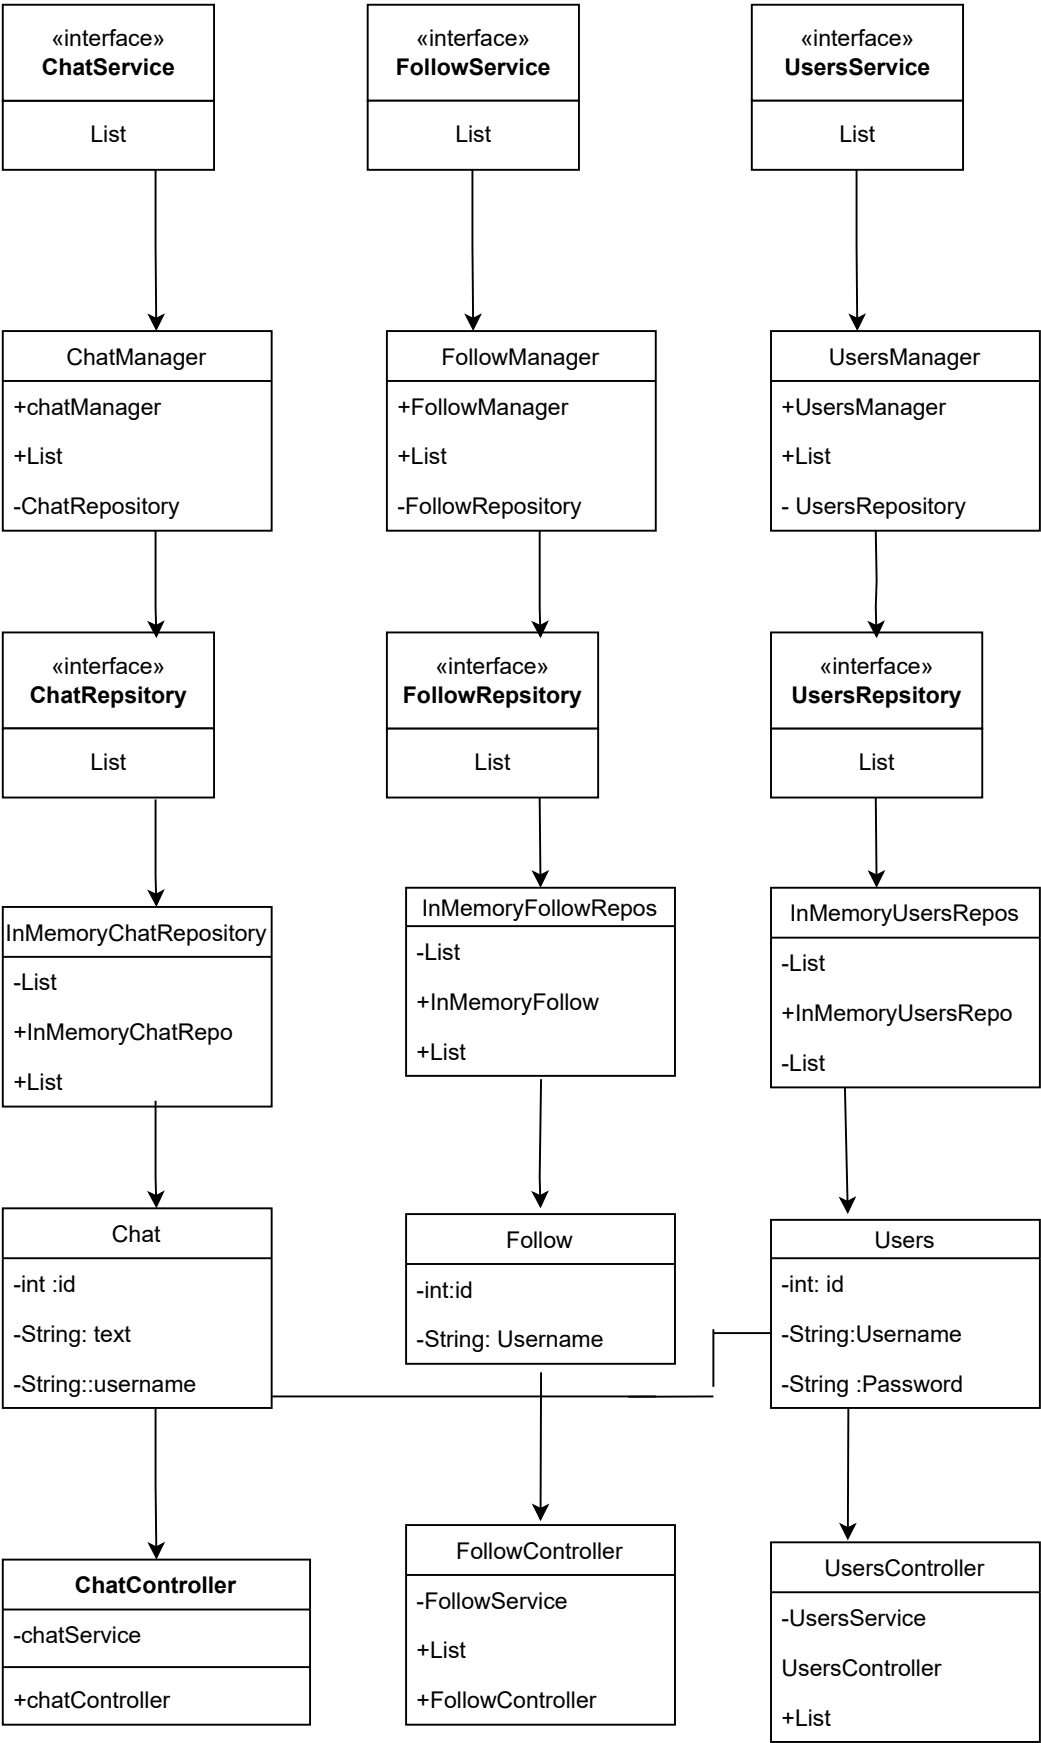 «interface»
ChatService
List
«interface»
FollowService
List
«interface»
UsersService
List
ChatManager
+chatManager
+List
-ChatRepository
FollowManager
+FollowManager
+List
-FollowRepository
UsersManager
+UsersManager
+List
- UsersRepository
«interface»
ChatRepsitory
List
«interface»
FollowRepsitory
List
«interface»
UsersRepsitory
List
InMemoryChatRepository
-List
+InMemoryChatRepo
+List
InMemoryFollowRepos
-List
+InMemoryFollow
+List
InMemoryUsersRepos
-List
+InMemoryUsersRepo
-List
Chat
-int :id
-String: text
-String::username
Follow
-int:id
-String: Username
Users
-int: id
-String:Username
-String :Password
ChatController
-chatService
+chatController
FollowController
-FollowService
+List
+FollowController
UsersController
-UsersService
UsersController
+List